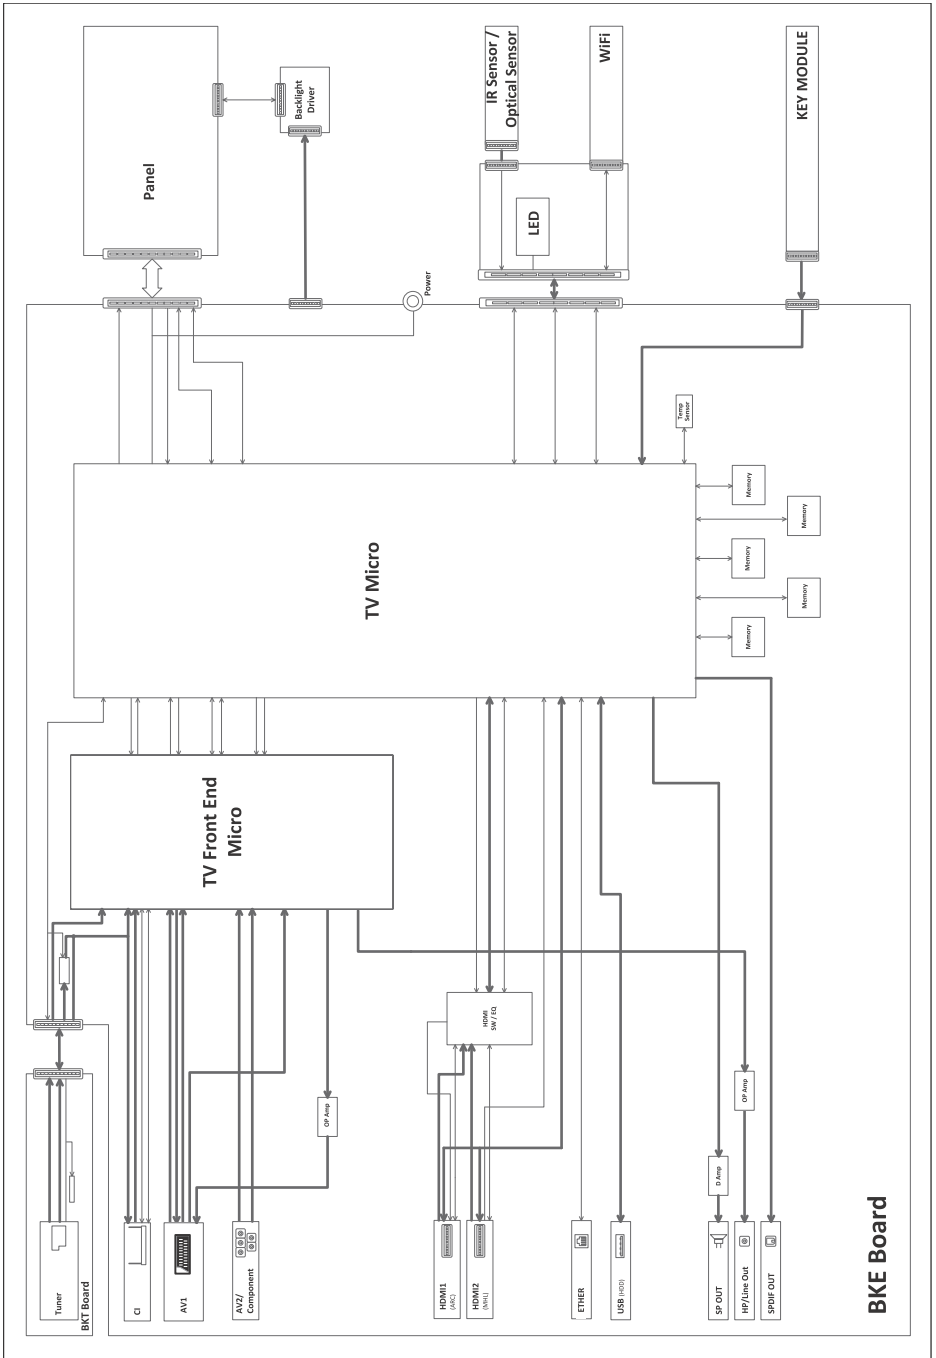 Panel
Backlight
Driver
IR Sensor /
Optical Sensor
WiFi
KEY MODULE
LED
Power
Temp
Sensor
TV Micro
Memory
Memory
Memory
Memory
Memory
TV Front End
Micro
HDMI
SW / EQ
OP Amp
OP Amp
D Amp
Tuner
BKT Board
CI
AV1
AV2/
Component
HDMI1
(ARC)
HDMI2
(MHL)
ETHER
USB (HDD)
SP OUT
HP/Line Out
SPDIF OUT
BKE Board